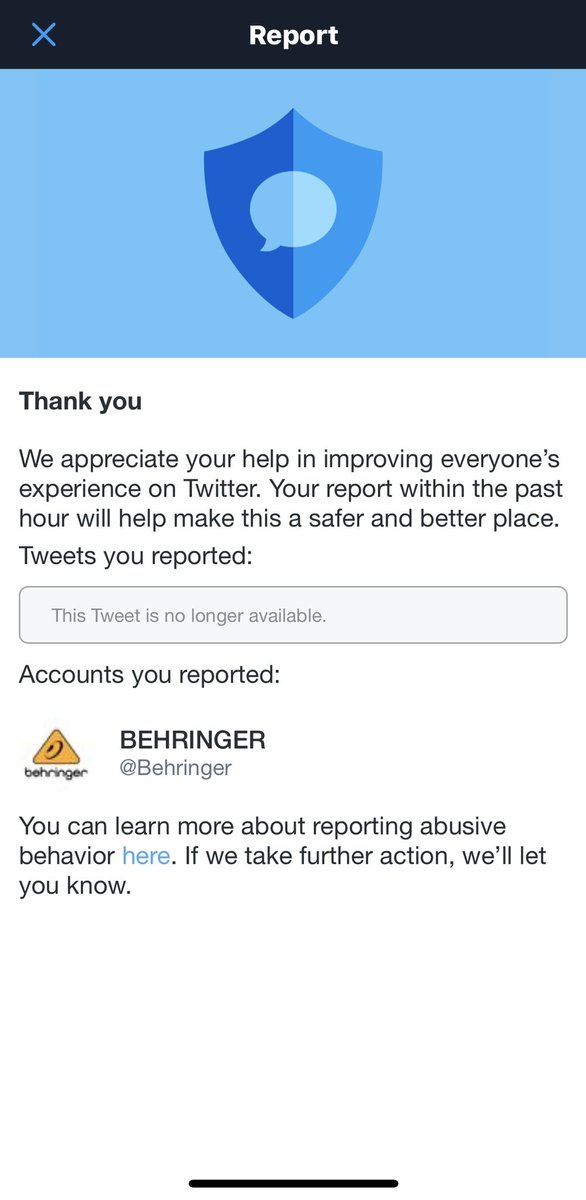 Report
Thank you
We appreciate your help in improving everyone’s
experience on Twitter. Your report within the past
hour will help make this a safer and better place.
Tweets you reported:
This Tweet is no longer available.
Accounts you reported:
behringer
BEHRINGER
@Behringer
You can learn more about reporting abusive
behavior here. If we take further action, we’ll let
you know.